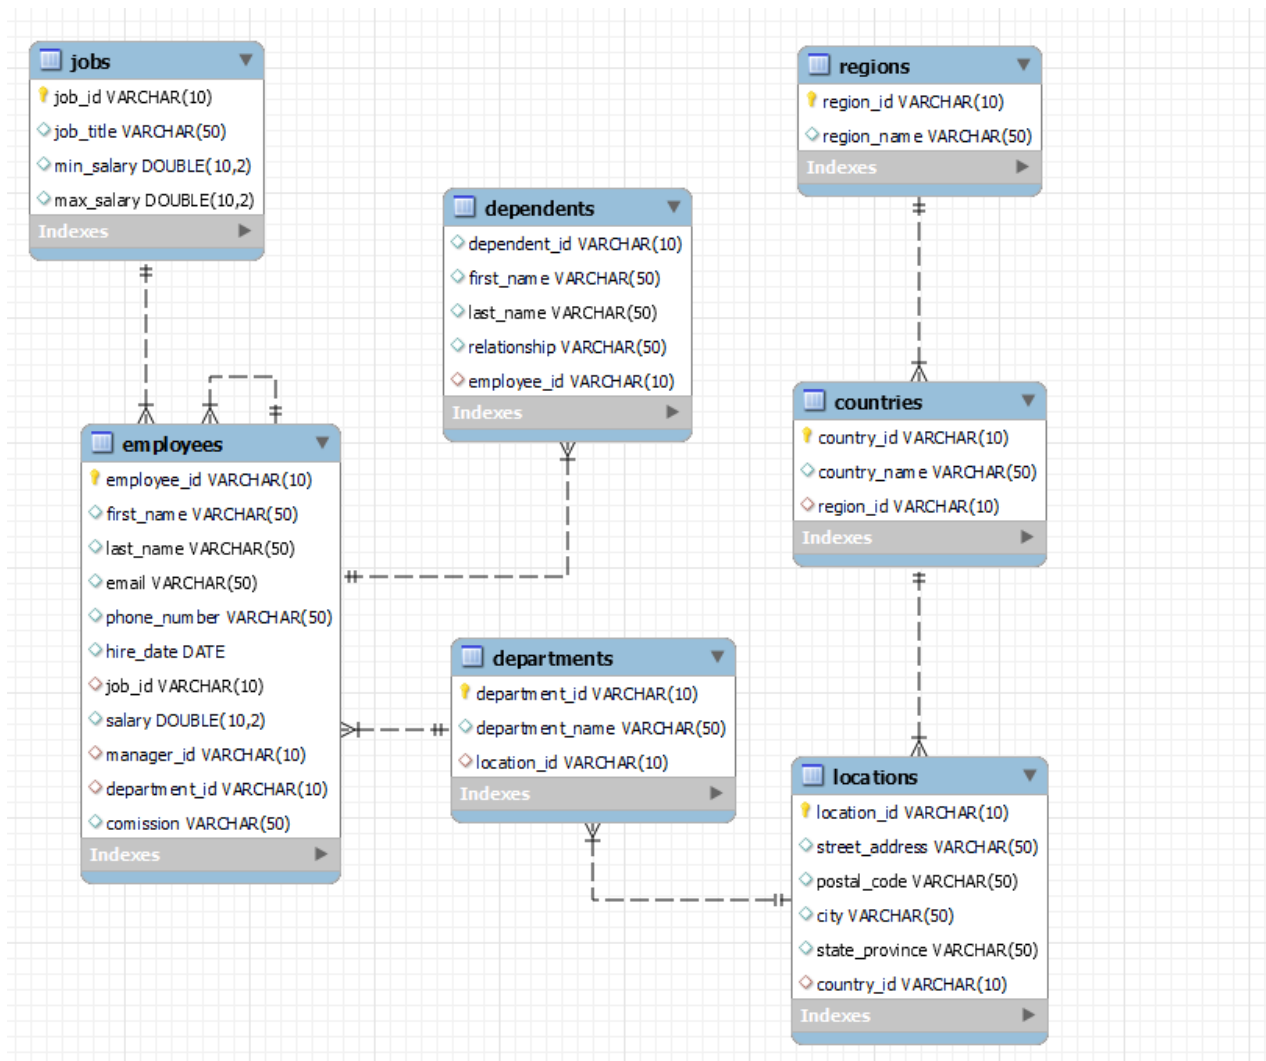 jobs
job_id VARCHAR(10)
job_title VARCHAR(50)
min_salary DOUBLE(10,2)
max_salary DOUBLE(10,2)
Indexes
regions
region_id VARCHAR(10)
region_name VARCHAR(50)
Indexes
dependents
dependent_id VARCHAR(10)
first_name VARCHAR(50)
last_name VARCHAR(50)
relationship VARCHAR(50)
employee_id VARCHAR(10)
Indexes
countries
country_id VARCHAR(10)
country_name VARCHAR(50)
region_id VARCHAR(10)
Indexes
employees
employee_id VARCHAR(10)
first_name VARCHAR(50)
last_name VARCHAR(50)
email VARCHAR(50)
phone_number VARCHAR(50)
hire_date DATE
job_id VARCHAR(10)
salary DOUBLE(10,2)
manager_id VARCHAR(10)
department_id VARCHAR(10)
comission VARCHAR(50)
Indexes
departments
department_id VARCHAR(10)
department_name VARCHAR(50)
location_id VARCHAR(10)
Indexes
locations
location_id VARCHAR(10)
street_address VARCHAR(50)
postal_code VARCHAR(50)
city VARCHAR(50)
state_province VARCHAR(50)
country_id VARCHAR(10)
Indexes